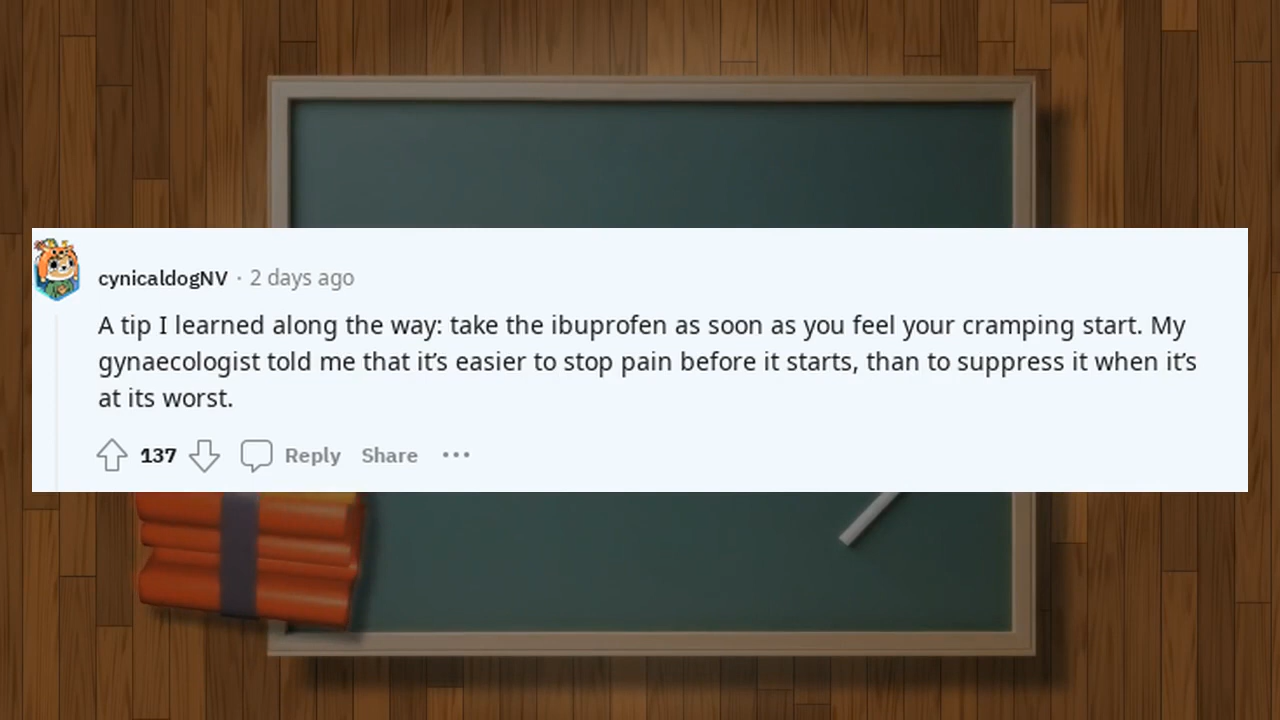 cynicaldogNV · 2 days ago
A tip I learned along the way: take the ibuprofen as soon as you feel your cramping start. My
gynaecologist told me that it’s easier to stop pain before it starts, than to suppress it when it’s
at its worst.
137 Reply Share ···